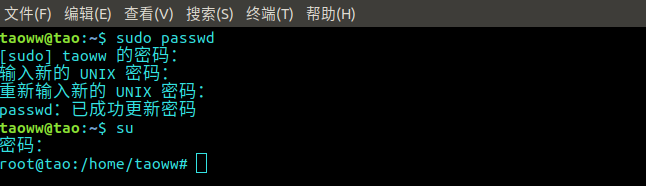 文件(F) 编辑(E) 查看(V) 搜索(S) 终端(T) 帮助(H)
taoww@tao:~$ sudo passwd
[sudo] taoww 的密码：
输入新的 UNIX 密码：
重新输入新的 UNIX 密码：
passwd：已成功更新密码
taoww@tao:~$ su
密码：
root@tao:/home/taoww#